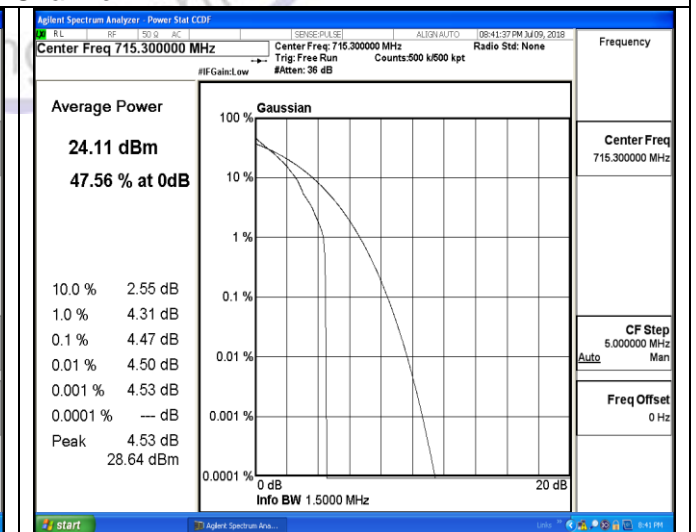 Agilent Spectrum Analyzer - Power Stat CCDF
RL RF 50 Ω AC SENSE:PULSE ALIGN AUTO 08:41:37 PM Jul 09, 2018
Center Freq 715.300000 MHz
Center Freq: 715.300000 MHz
Radio Std: None
Trig: Free Run Counts:500 k/500 kpt
#IFGain:Low #Atten: 36 dB
Frequency
Average Power
24.11 dBm
47.56 % at 0dB
10.0 % 2.55 dB
1.0 % 4.31 dB
0.1 % 4.47 dB
0.01 % 4.50 dB
0.001 % 4.53 dB
0.0001 % --- dB
Peak 4.53 dB
28.64 dBm
Gaussian
100 %
10 %
1 %
0.1 %
0.01 %
0.001 %
0.0001 %
0 dB 20 dB
Info BW 1.5000 MHz
Center Freq
715.300000 MHz
CF Step
5.000000 MHz
Auto Man
Freq Offset
0 Hz
start
Agilent Spectrum Ana...
Links
8:41 PM